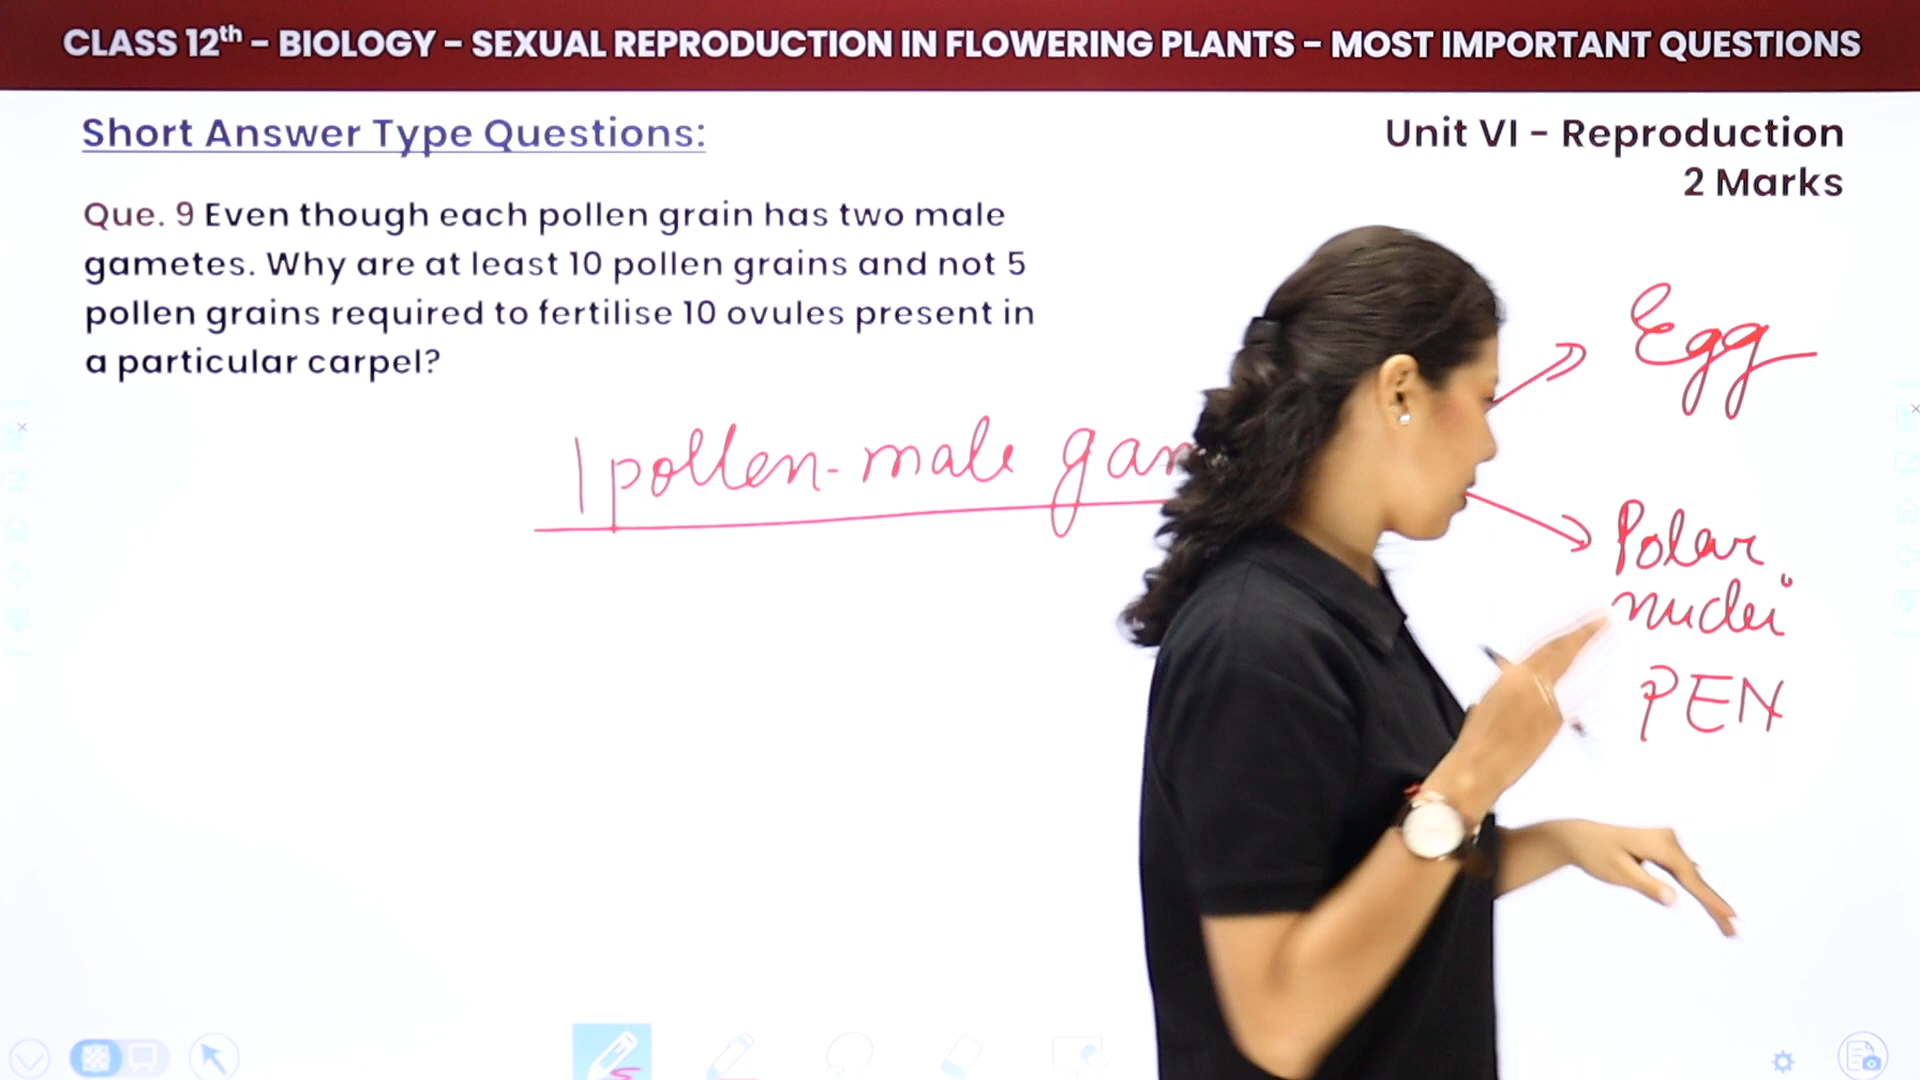 CLASS 12th – BIOLOGY – SEXUAL REPRODUCTION IN FLOWERING PLANTS – MOST IMPORTANT QUESTIONS
Short Answer Type Questions:
Unit VI - Reproduction
2 Marks
Que. 9 Even though each pollen grain has two male
gametes. Why are at least 10 pollen grains and not 5
pollen grains required to fertilise 10 ovules present in
a particular carpel?
1 pollen - male
Egg
Polar
nuclei
PEN